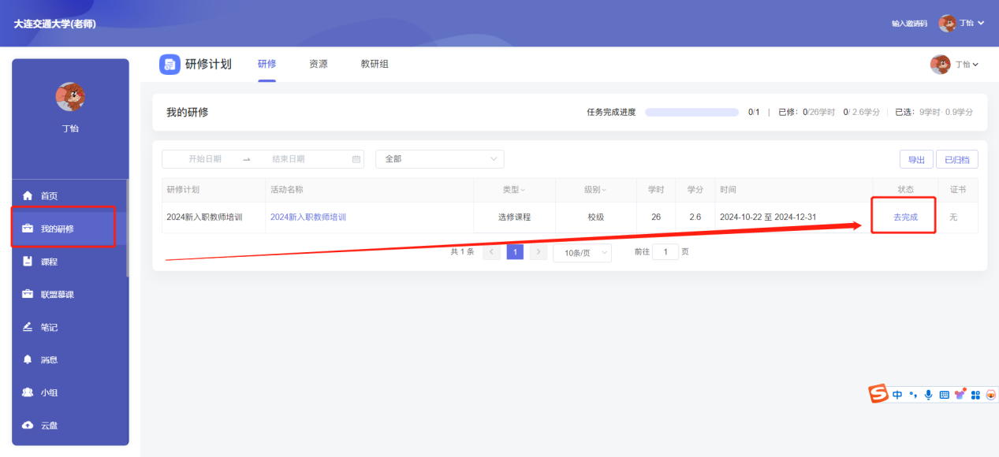 大连交通大学(老师)
输入邀请码 丁怡
研修计划 研修 资源 教研组
丁怡
丁怡
我的研修
任务完成进度 0/1 | 已修: 0/26学时 0/ 2.6学分 | 已选: 9学时· 0.9学分
开始日期 → 结束日期 全部 导出 已归档
研修计划 活动名称 类型 级别 学时 学分 时间 状态 证书
2024新入职教师培训 2024新入职教师培训 选修课程 校级 26 2.6 2024-10-22 至 2024-12-31 去完成 无
共 1 条 < 1 > 10条/页 前往 1 页
首页
我的研修
课程
联盟慕课
笔记
消息
小组
云盘
S 中 °,